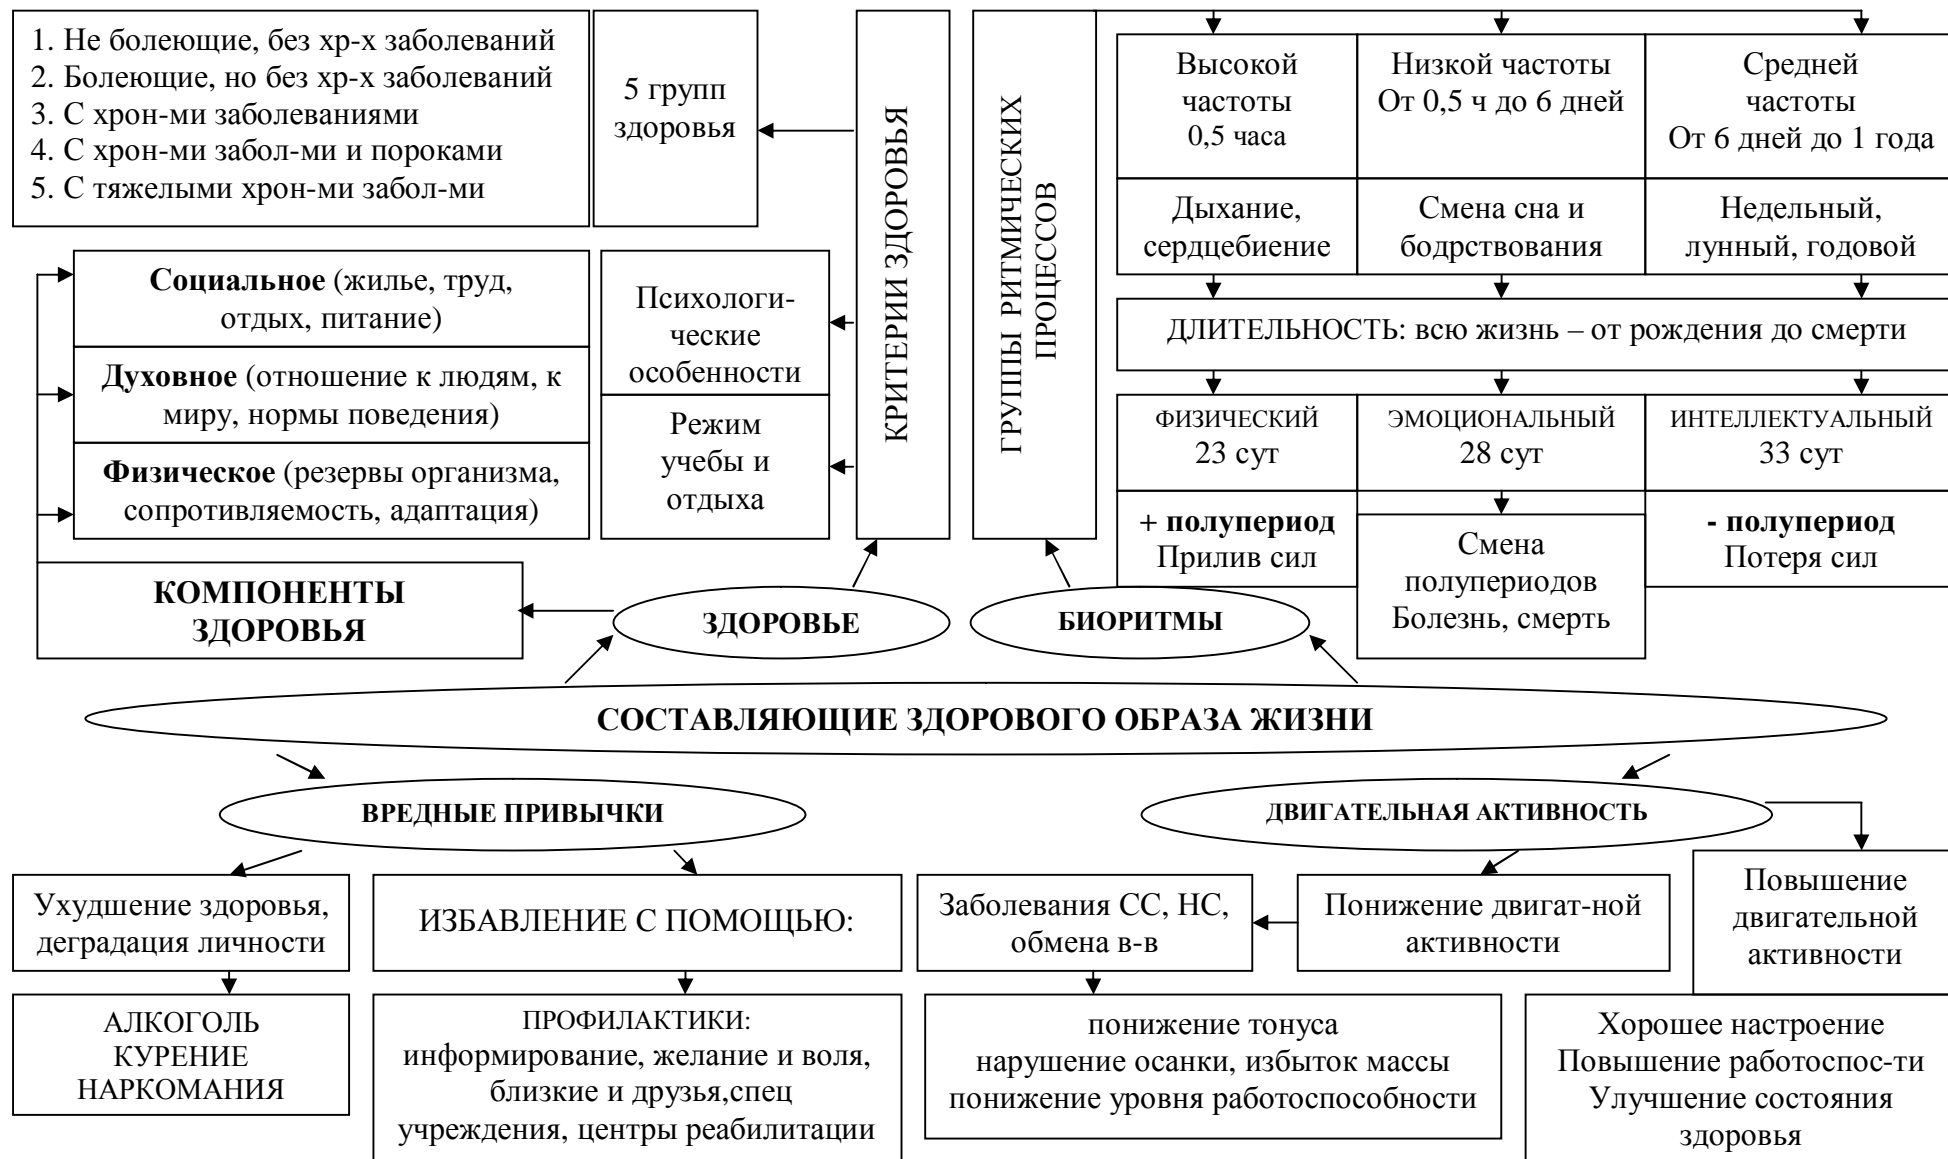 1. Не болеющие, без хр-х заболеваний
2. Болеющие, но без хр-х заболеваний
3. С хрон-ми заболеваниями
4. С хрон-ми забол-ми и пороками
5. С тяжелыми хрон-ми забол-ми
5 групп
здоровья
Социальное (жилье, труд,
отдых, питание)
Духовное (отношение к людям, к
миру, нормы поведения)
Физическое (резервы организма,
сопротивляемость, адаптация)
Психологи-
ческие
особенности
Режим
учебы и
отдыха
КРИТЕРИИ ЗДОРОВЬЯ
ГРУППЫ РИТМИЧЕСКИХ
ПРОЦЕССОВ
Высокой
частоты
0,5 часа
Низкой частоты
От 0,5 ч до 6 дней
Средней
частоты
От 6 дней до 1 года
Дыхание,
сердцебиение
Смена сна и
бодрствования
Недельный,
лунный, годовой
ДЛИТЕЛЬНОСТЬ: всю жизнь – от рождения до смерти
ФИЗИЧЕСКИЙ
23 сут
ЭМОЦИОНАЛЬНЫЙ
28 сут
ИНТЕЛЛЕКТУАЛЬНЫЙ
33 сут
+ полупериод
Прилив сил
Смена
полупериодов
Болезнь, смерть
- полупериод
Потеря сил
КОМПОНЕНТЫ
ЗДОРОВЬЯ
ЗДОРОВЬЕ
БИОРИТМЫ
СОСТАВЛЯЮЩИЕ ЗДОРОВОГО ОБРАЗА ЖИЗНИ
ВРЕДНЫЕ ПРИВЫЧКИ
ДВИГАТЕЛЬНАЯ АКТИВНОСТЬ
Ухудшение здоровья,
деградация личности
ИЗБАВЛЕНИЕ С ПОМОЩЬЮ:
Заболевания СС, НС,
обмена в-в
Понижение двигат-ной
активности
Повышение
двигательной
активности
АЛКОГОЛЬ
КУРЕНИЕ
НАРКОМАНИЯ
ПРОФИЛАКТИКИ:
информирование, желание и воля,
близкие и друзья,спец
учреждения, центры реабилитации
понижение тонуса
нарушение осанки, избыток массы
понижение уровня работоспособности
Хорошее настроение
Повышение работоспос-ти
Улучшение состояния
здоровья